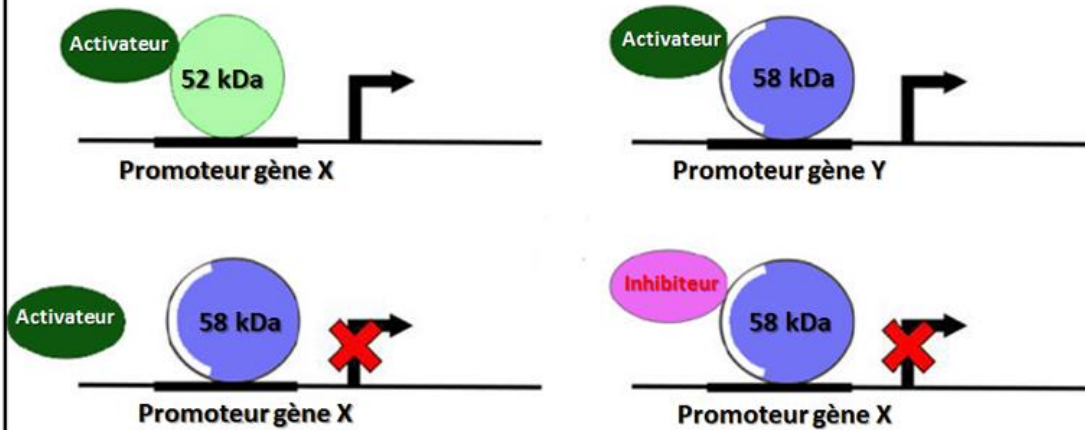 Activateur
52 kDa
Promoteur gène X
Activateur
58 kDa
Promoteur gène Y
Activateur
58 kDa
Promoteur gène X
Inhibiteur
58 kDa
Promoteur gène X